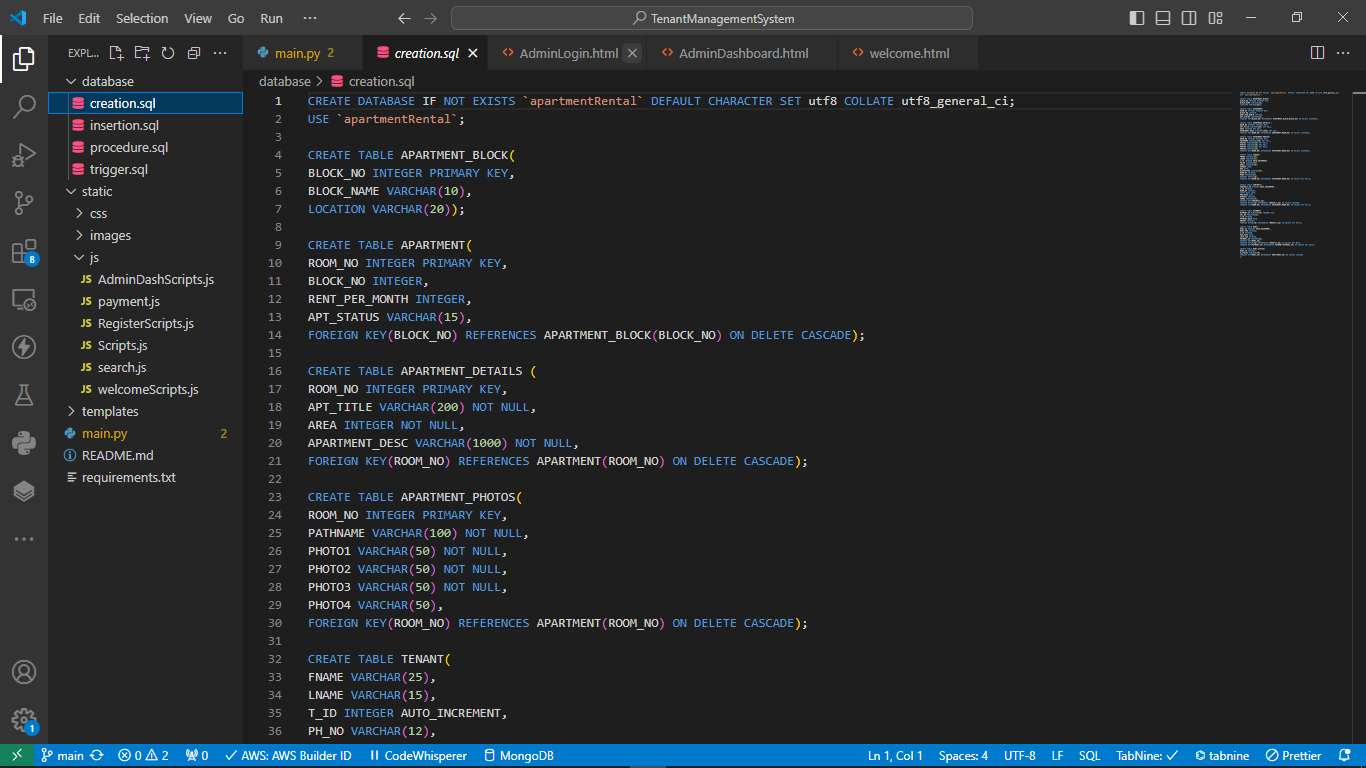 File Edit Selection View Go Run ··· TenantManagementSystem
EXPL... ···
main.py 2 creation.sql AdminLogin.html AdminDashboard.html welcome.html ···
database > creation.sql
database
creation.sql
insertion.sql
procedure.sql
trigger.sql
static
css
images
js
JS AdminDashScripts.js
JS payment.js
JS RegisterScripts.js
JS Scripts.js
JS search.js
JS welcomeScripts.js
templates
main.py 2
README.md
requirements.txt
8
1
1 CREATE DATABASE IF NOT EXISTS `apartmentRental` DEFAULT CHARACTER SET utf8 COLLATE utf8_general_ci;
2 USE `apartmentRental`;
3
4 CREATE TABLE APARTMENT_BLOCK(
5 BLOCK_NO INTEGER PRIMARY KEY,
6 BLOCK_NAME VARCHAR(10),
7 LOCATION VARCHAR(20));
8
9 CREATE TABLE APARTMENT(
10 ROOM_NO INTEGER PRIMARY KEY,
11 BLOCK_NO INTEGER,
12 RENT_PER_MONTH INTEGER,
13 APT_STATUS VARCHAR(15),
14 FOREIGN KEY(BLOCK_NO) REFERENCES APARTMENT_BLOCK(BLOCK_NO) ON DELETE CASCADE);
15
16 CREATE TABLE APARTMENT_DETAILS (
17 ROOM_NO INTEGER PRIMARY KEY,
18 APT_TITLE VARCHAR(200) NOT NULL,
19 AREA INTEGER NOT NULL,
20 APARTMENT_DESC VARCHAR(1000) NOT NULL,
21 FOREIGN KEY(ROOM_NO) REFERENCES APARTMENT(ROOM_NO) ON DELETE CASCADE);
22
23 CREATE TABLE APARTMENT_PHOTOS(
24 ROOM_NO INTEGER PRIMARY KEY,
25 PATHNAME VARCHAR(100) NOT NULL,
26 PHOTO1 VARCHAR(50) NOT NULL,
27 PHOTO2 VARCHAR(50) NOT NULL,
28 PHOTO3 VARCHAR(50) NOT NULL,
29 PHOTO4 VARCHAR(50),
30 FOREIGN KEY(ROOM_NO) REFERENCES APARTMENT(ROOM_NO) ON DELETE CASCADE);
31
32 CREATE TABLE TENANT(
33 FNAME VARCHAR(25),
34 LNAME VARCHAR(15),
35 T_ID INTEGER AUTO_INCREMENT,
36 PH_NO VARCHAR(12),
main 0 2 0 AWS: AWS Builder ID CodeWhisperer MongoDB Ln 1, Col 1 Spaces: 4 UTF-8 LF SQL TabNine: ✓ tabnine Prettier